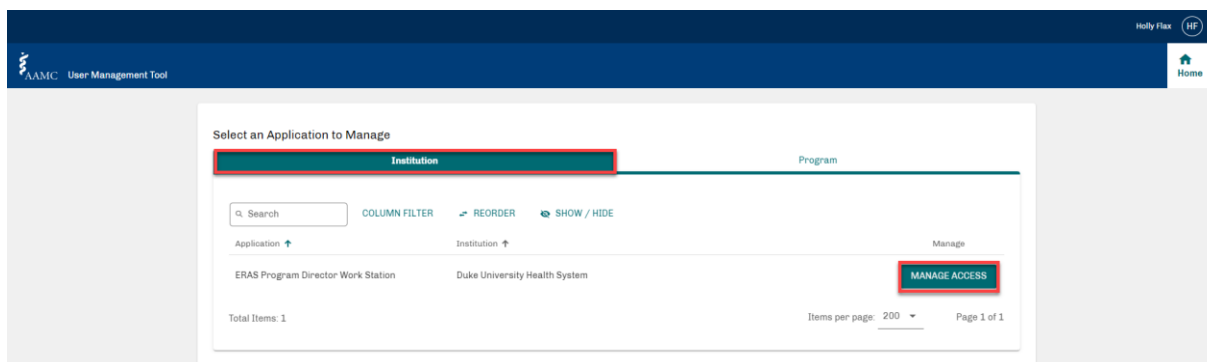 Holly Flax HF
AAMC User Management Tool
Home
Select an Application to Manage
Institution Program
Search COLUMN FILTER REORDER SHOW / HIDE
Application Institution Manage
ERAS Program Director Work Station Duke University Health System MANAGE ACCESS
Total Items: 1 Items per page: 200 Page 1 of 1